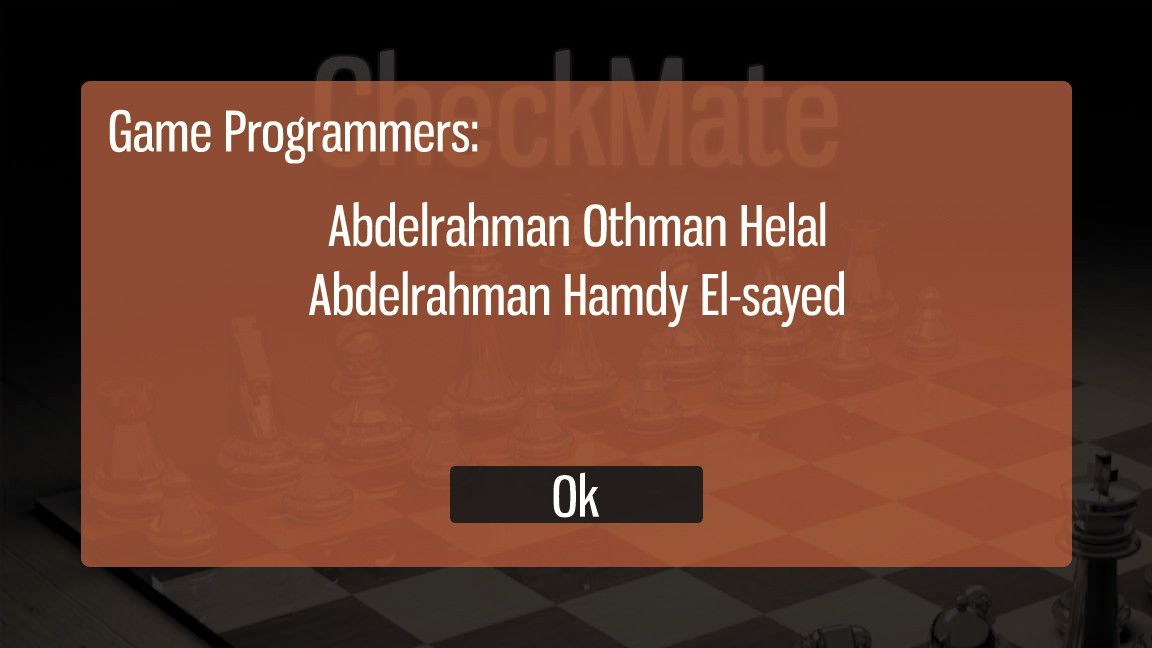 CheckMate
Game Programmers:
Abdelrahman Othman Helal
Abdelrahman Hamdy El-sayed
Ok